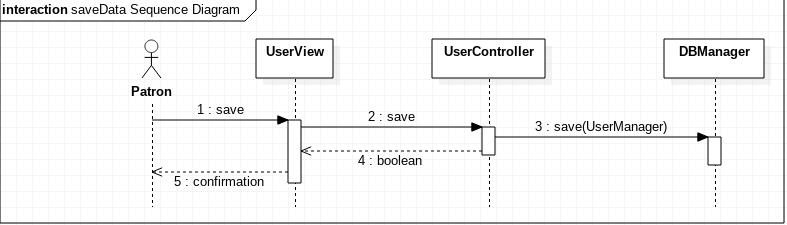 interaction saveData Sequence Diagram
UserView
UserController
DBManager
Patron
1 : save
2 : save
3 : save(UserManager)
4 : boolean
5 : confirmation